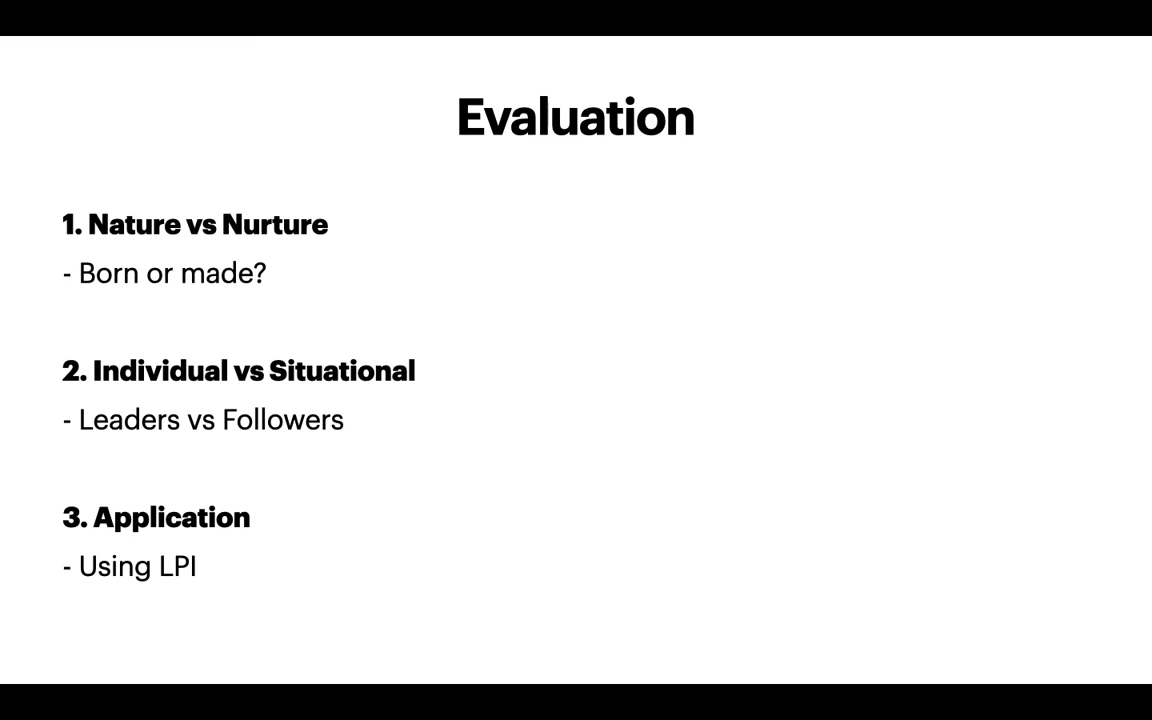 Evaluation
1. Nature vs Nurture
- Born or made?
2. Individual vs Situational
- Leaders vs Followers
3. Application
- Using LPI